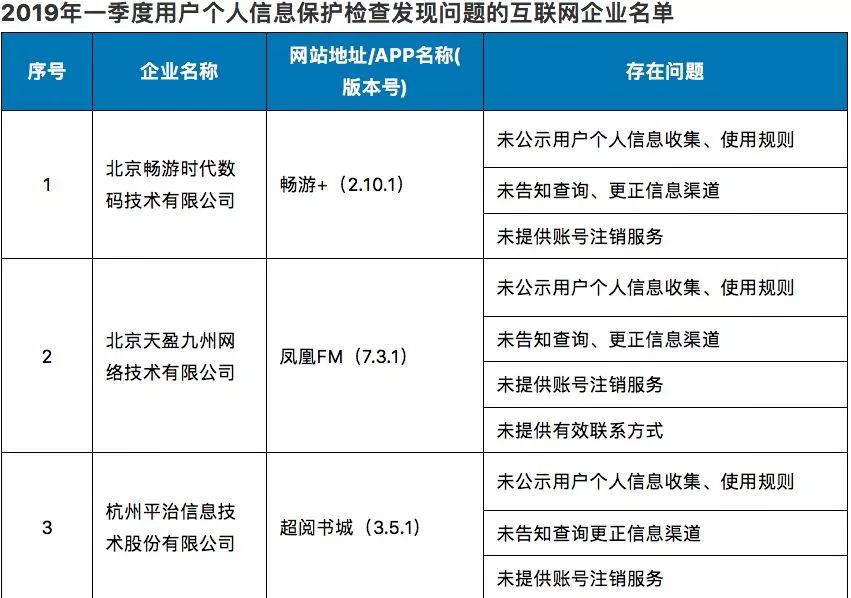 2019年一季度用户个人信息保护检查发现问题的互联网企业名单
序号
企业名称
网站地址/APP名称(
版本号)
存在问题
1
北京畅游时代数
码技术有限公司
畅游+（2.10.1）
未公示用户个人信息收集、使用规则
未告知查询、更正信息渠道
未提供账号注销服务
2
北京天盈九州网
络技术有限公司
凤凰FM（7.3.1）
未公示用户个人信息收集、使用规则
未告知查询、更正信息渠道
未提供账号注销服务
未提供有效联系方式
3
杭州平治信息技
术股份有限公司
超阅书城（3.5.1）
未公示用户个人信息收集、使用规则
未告知查询更正信息渠道
未提供账号注销服务